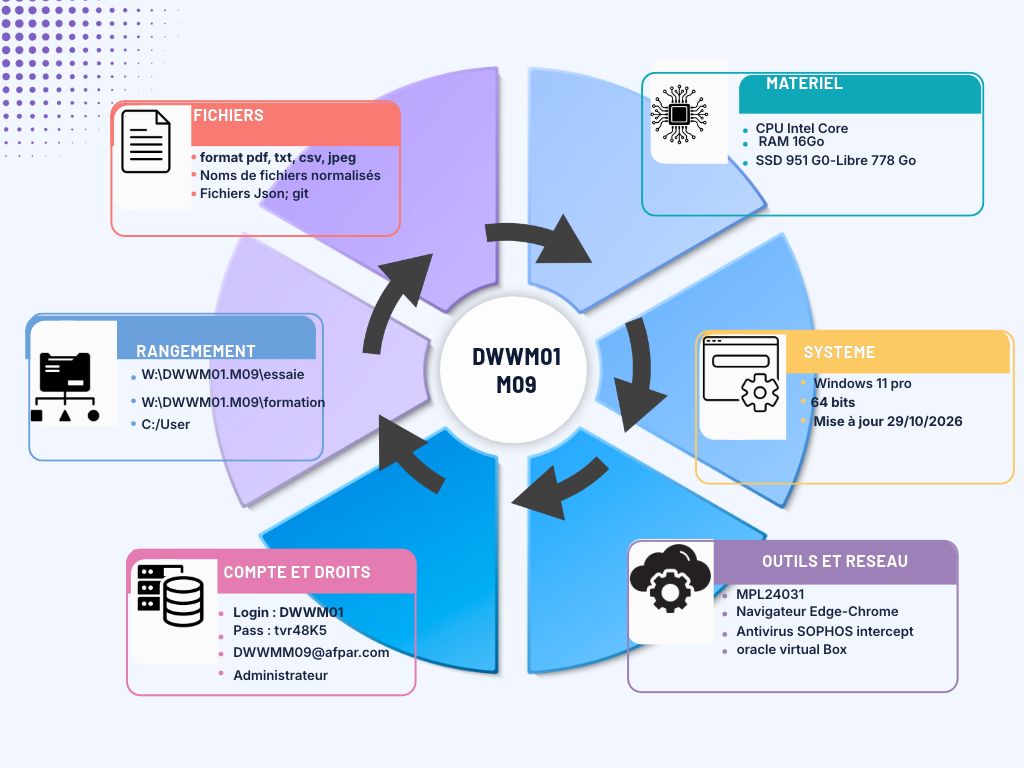 FICHIERS
format pdf, txt, csv, jpeg
Noms de fichiers normalisés
Fichiers Json; git
MATERIEL
CPU Intel Core
RAM 16Go
SSD 951 G0-Libre 778 Go
RANGEMEMENT
W:\DWWM01.M09\essaie
W:\DWWM01.M09\formation
C:/User
DWWM01
M09
SYSTEME
Windows 11 pro
64 bits
Mise à jour 29/10/2026
COMPTE ET DROITS
Login : DWWM01
Pass : tvr48K5
DWWMM09@afpar.com
Administrateur
OUTILS ET RESEAU
MPL24031
Navigateur Edge-Chrome
Antivirus SOPHOS intercept
oracle virtual Box